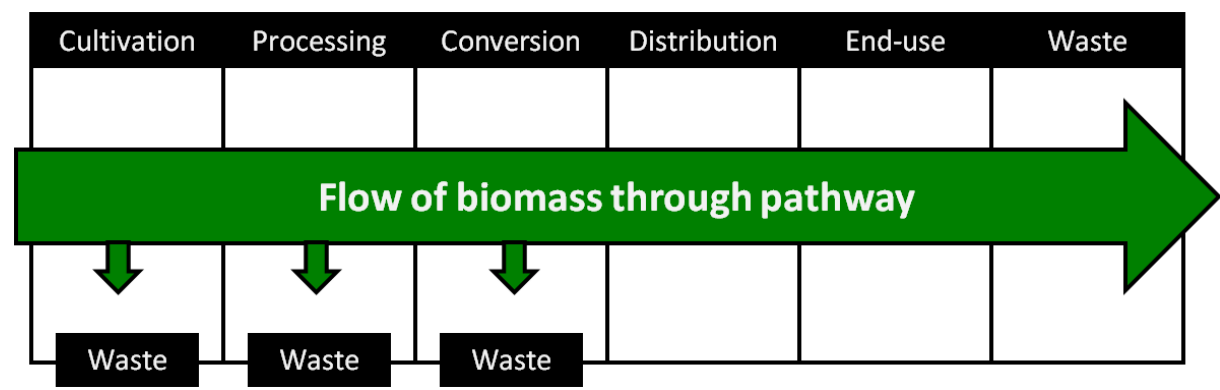 Cultivation Processing Conversion Distribution End-use Waste
Flow of biomass through pathway
Waste Waste Waste